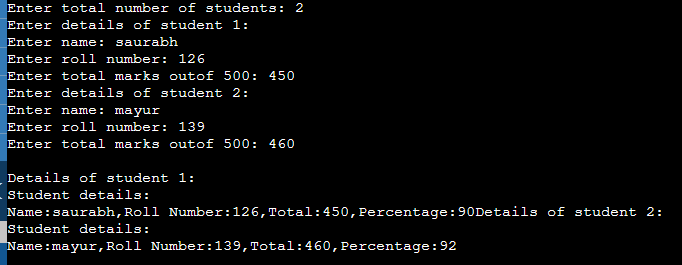 Enter total number of students: 2
Enter details of student 1:
Enter name: saurabh
Enter roll number: 126
Enter total marks outof 500: 450
Enter details of student 2:
Enter name: mayur
Enter roll number: 139
Enter total marks outof 500: 460
Details of student 1:
Student details:
Name:saurabh,Roll Number:126,Total:450,Percentage:90Details of student 2:
Student details:
Name:mayur,Roll Number:139,Total:460,Percentage:92